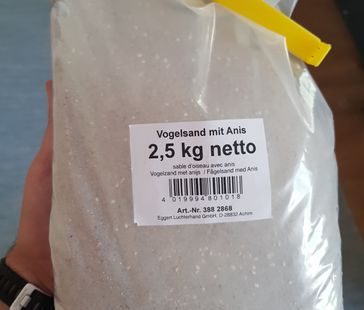 Vogelsand mit Anis
2,5 kg netto
sable d'oiseau avec anis
Vogelzand met anijs / Fågelsand med Anis
4 019994 801018
Art.-Nr. 388 2868
Eggert Luchterhand GmbH, D-28832 Achim